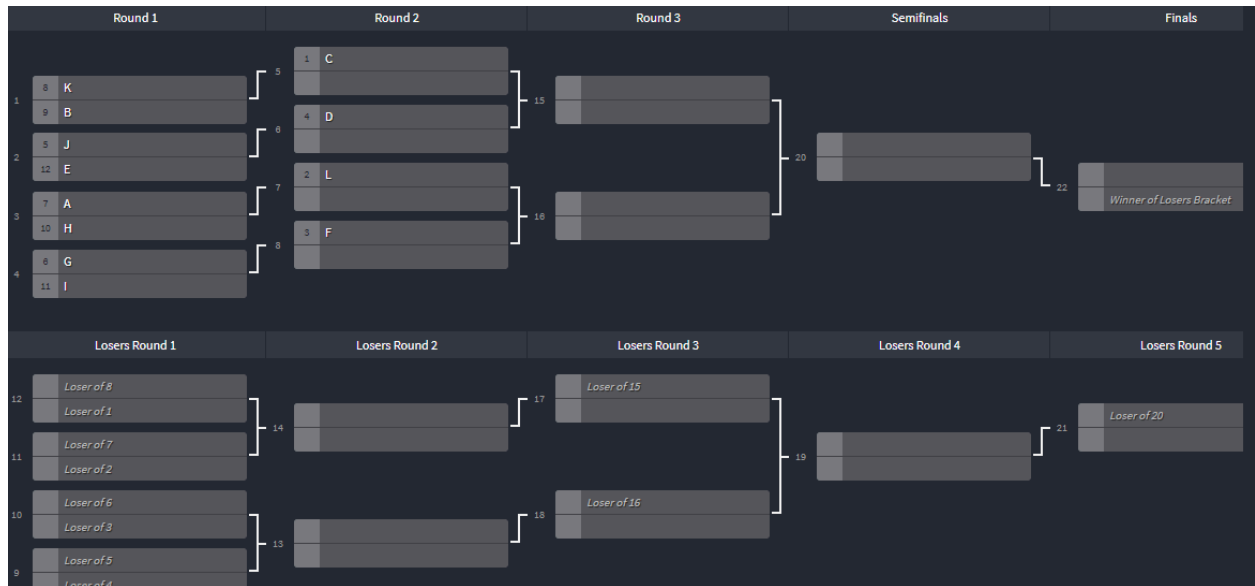 Round 1 Round 2 Round 3 Semifinals Finals
1 8 K
9 B
2 5 J
12 E
3 7 A
10 H
4 6 G
11 I
5 1 C
6 4 D
7 2 L
8 3 F
15
16
20
22 Winner of Losers Bracket
Losers Round 1 Losers Round 2 Losers Round 3 Losers Round 4 Losers Round 5
12 Loser of 8
Loser of 1
11 Loser of 7
Loser of 2
10 Loser of 6
Loser of 3
9 Loser of 5
Loser of 4
14
13
17 Loser of 15
18 Loser of 16
19
21 Loser of 20